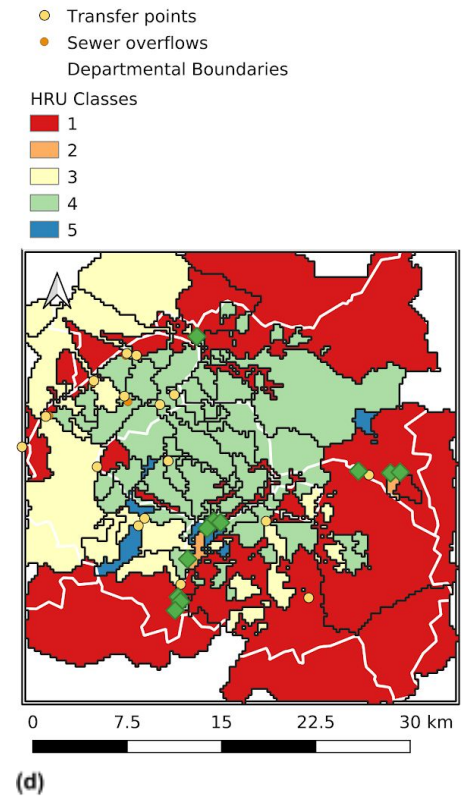 Transfer points
Sewer overflows
Departmental Boundaries
HRU Classes
1
2
3
4
5
0 7.5 15 22.5 30 km
(d)